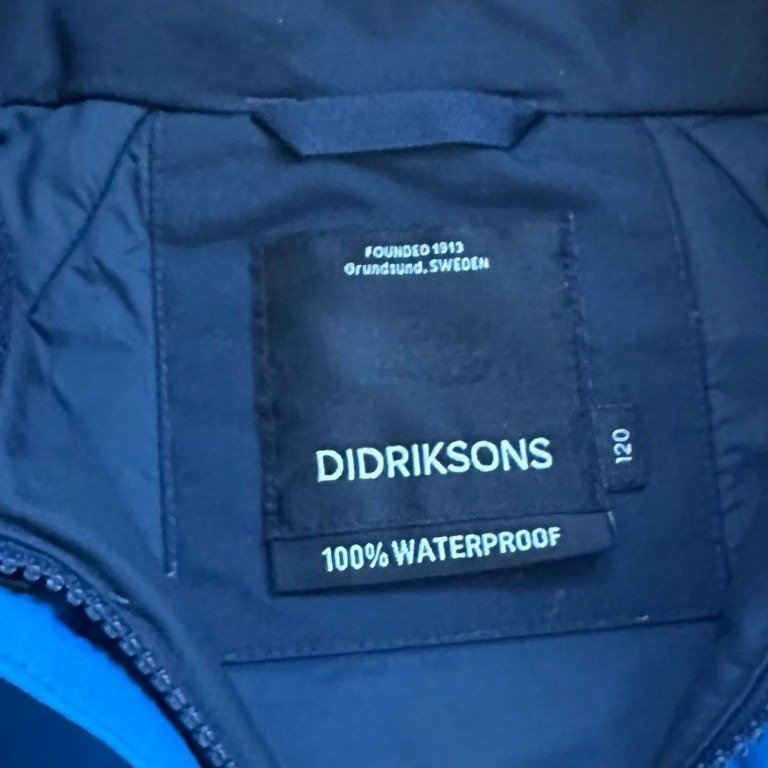 FOUNDED 1913
Grundsund, SWEDEN
DIDRIKSONS
120
100% WATERPROOF